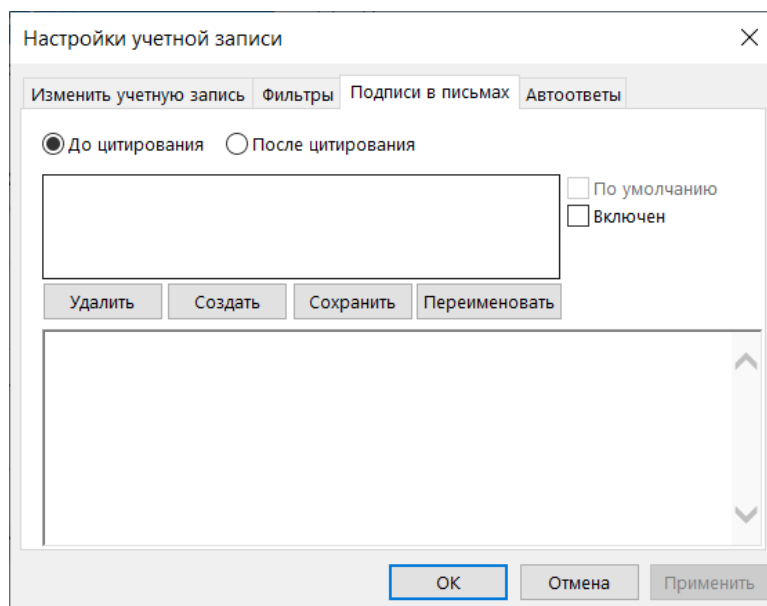 Настройки учетной записи
Изменить учетную запись Фильтры Подписи в письмах Автоответы
До цитирования После цитирования
По умолчанию
Включен
Удалить Создать Сохранить Переименовать
ОК Отмена Применить